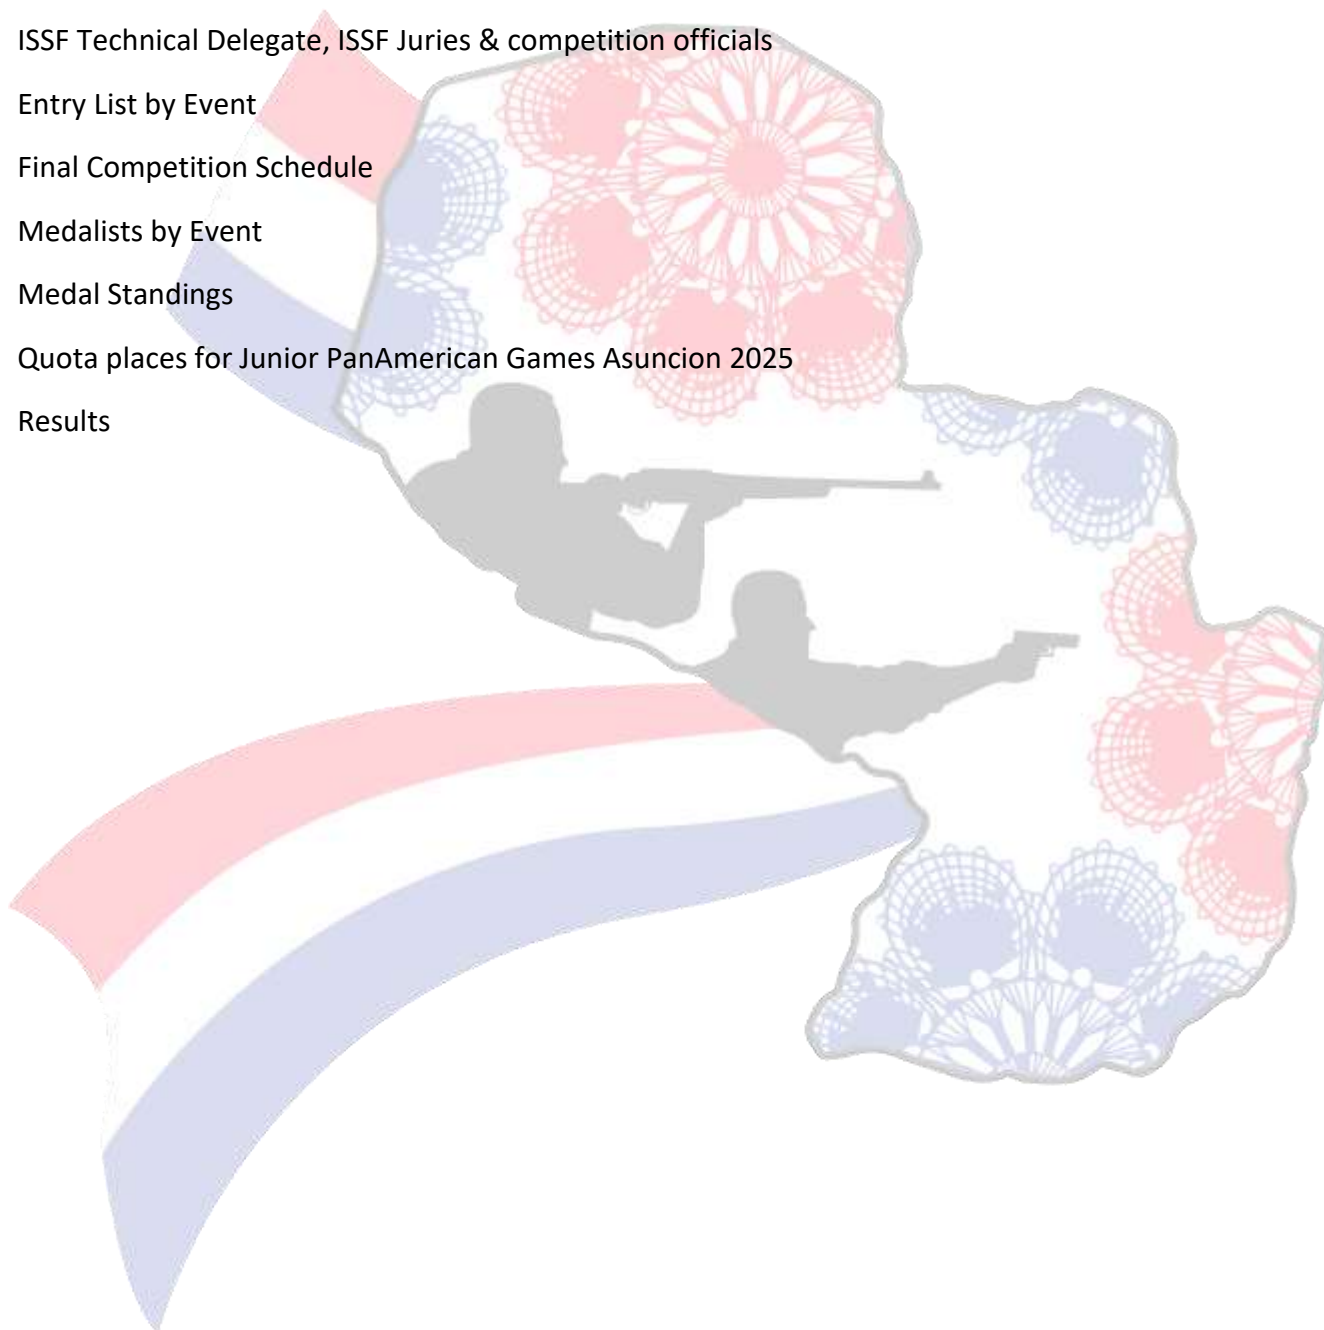 ISSF Technical Delegate, ISSF Juries & competition officials
Entry List by Event
Final Competition Schedule
Medalists by Event
Medal Standings
Quota places for Junior PanAmerican Games Asuncion 2025
Results